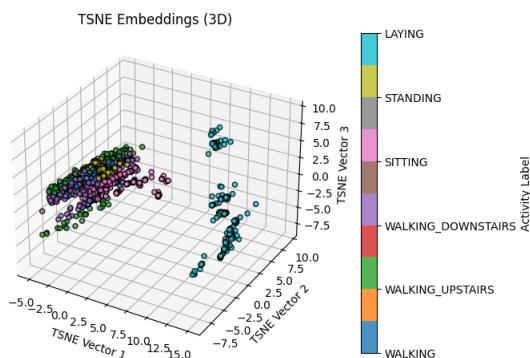 TSNE Embeddings (3D)
LAYING
STANDING
SITTING
WALKING_DOWNSTAIRS
WALKING_UPSTAIRS
WALKING
Activity Label
TSNE Vector 3
10.0
7.5
5.0
2.5
0.0
−2.5
−5.0
−7.5
TSNE Vector 2
10.0
7.5
5.0
2.5
0.0
−2.5
−5.0
−7.5
TSNE Vector 1
−5.0
−2.5
0.0
2.5
5.0
7.5
10.0
12.5
15.0